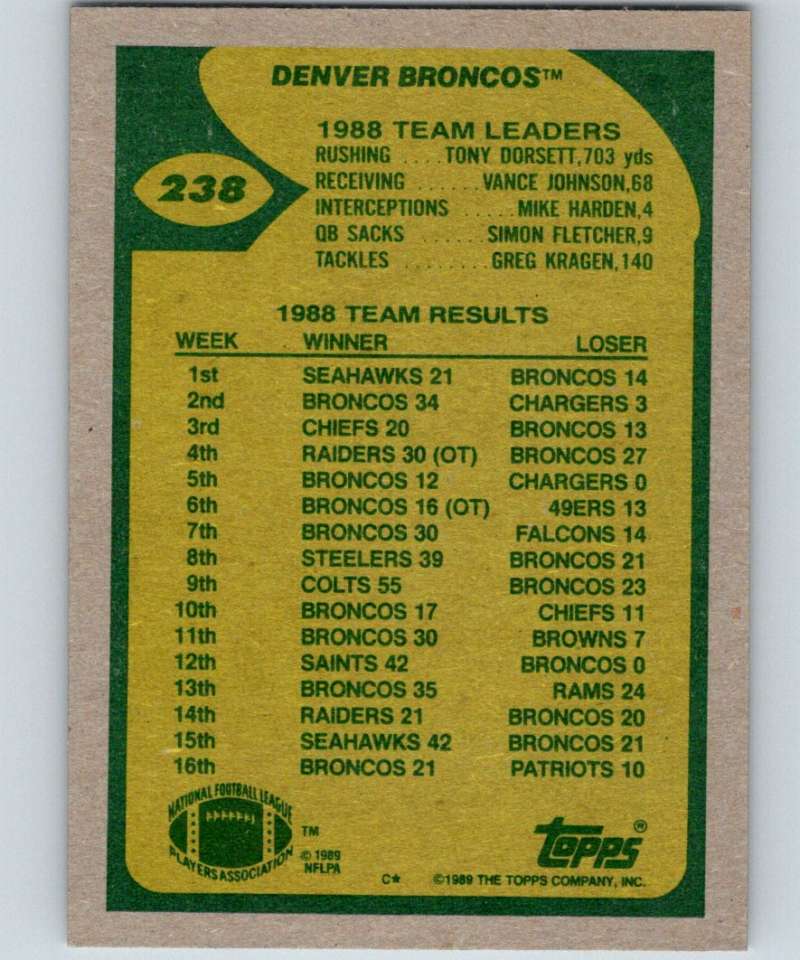 DENVER BRONCOS™
1988 TEAM LEADERS
RUSHING ....TONY DORSETT,703 yds
238
RECEIVING ......VANCE JOHNSON,68
INTERCEPTIONS .....MIKE HARDEN,4
QB SACKS ......SIMON FLETCHER,9
TACKLES ........GREG KRAGEN,140
1988 TEAM RESULTS
WEEK WINNER LOSER
1st SEAHAWKS 21 BRONCOS 14
2nd BRONCOS 34 CHARGERS 3
3rd CHIEFS 20 BRONCOS 13
4th RAIDERS 30 (OT) BRONCOS 27
5th BRONCOS 12 CHARGERS 0
6th BRONCOS 16 (OT) 49ERS 13
7th BRONCOS 30 FALCONS 14
8th STEELERS 39 BRONCOS 21
9th COLTS 55 BRONCOS 23
10th BRONCOS 17 CHIEFS 11
11th BRONCOS 30 BROWNS 7
12th SAINTS 42 BRONCOS 0
13th BRONCOS 35 RAMS 24
14th RAIDERS 21 BRONCOS 20
15th SEAHAWKS 42 BRONCOS 21
16th BRONCOS 21 PATRIOTS 10
NATIONAL FOOTBALL LEAGUE
PLAYERS ASSOCIATION
™
© 1989
NFLPA
topps®
C* ©1989 THE TOPPS COMPANY, INC.